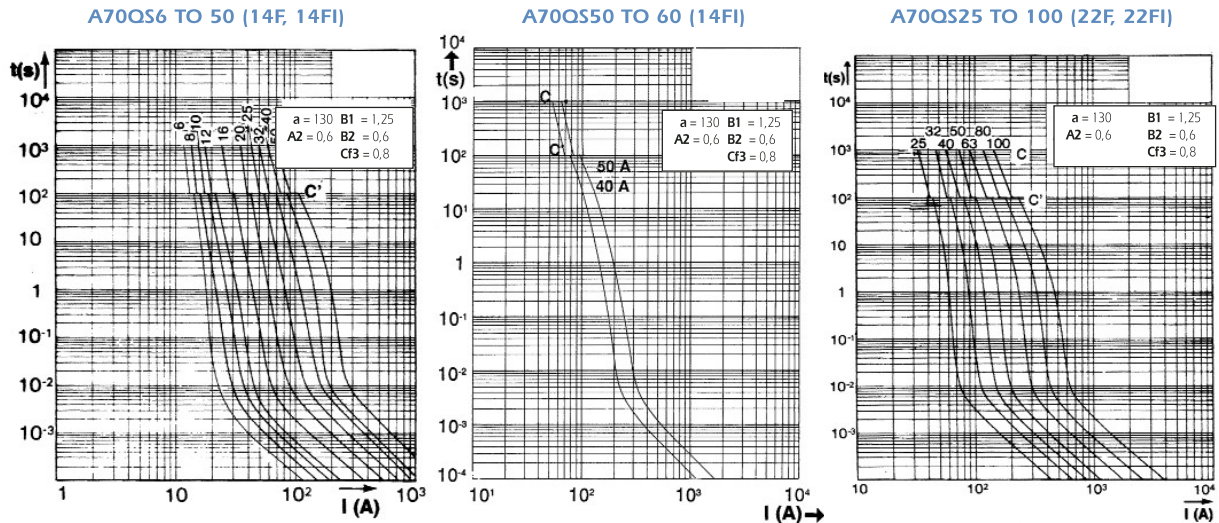 A70QS6 TO 50 (14F, 14FI)
t(s)
10⁴
10³
10²
10
1
10⁻¹
10⁻²
10⁻³
6
8
10
12
16
20
25
32
40
a = 130 B1 = 1,25
A2 = 0,6 B2 = 0,6
Cf3 = 0,8
C'
1 10 10² 10³
I (A)
A70QS50 TO 60 (14FI)
10⁴
t(s)
10³
10²
10¹
1
10⁻¹
10⁻²
10⁻³
10⁻⁴
C
C'
a = 130 B1 = 1,25
A2 = 0,6 B2 = 0,6
Cf3 = 0,8
50 A
40 A
10¹ 10² 10³ 10⁴
I (A)
A70QS25 TO 100 (22F, 22FI)
t(s)
10⁴
10³
10²
10
1
10⁻¹
10⁻²
10⁻³
a = 130 B1 = 1,25
A2 = 0,6 B2 = 0,6
Cf3 = 0,8
32 50 80
25 40 63 100
C
C'
10 10² 10³ 10⁴
I (A)